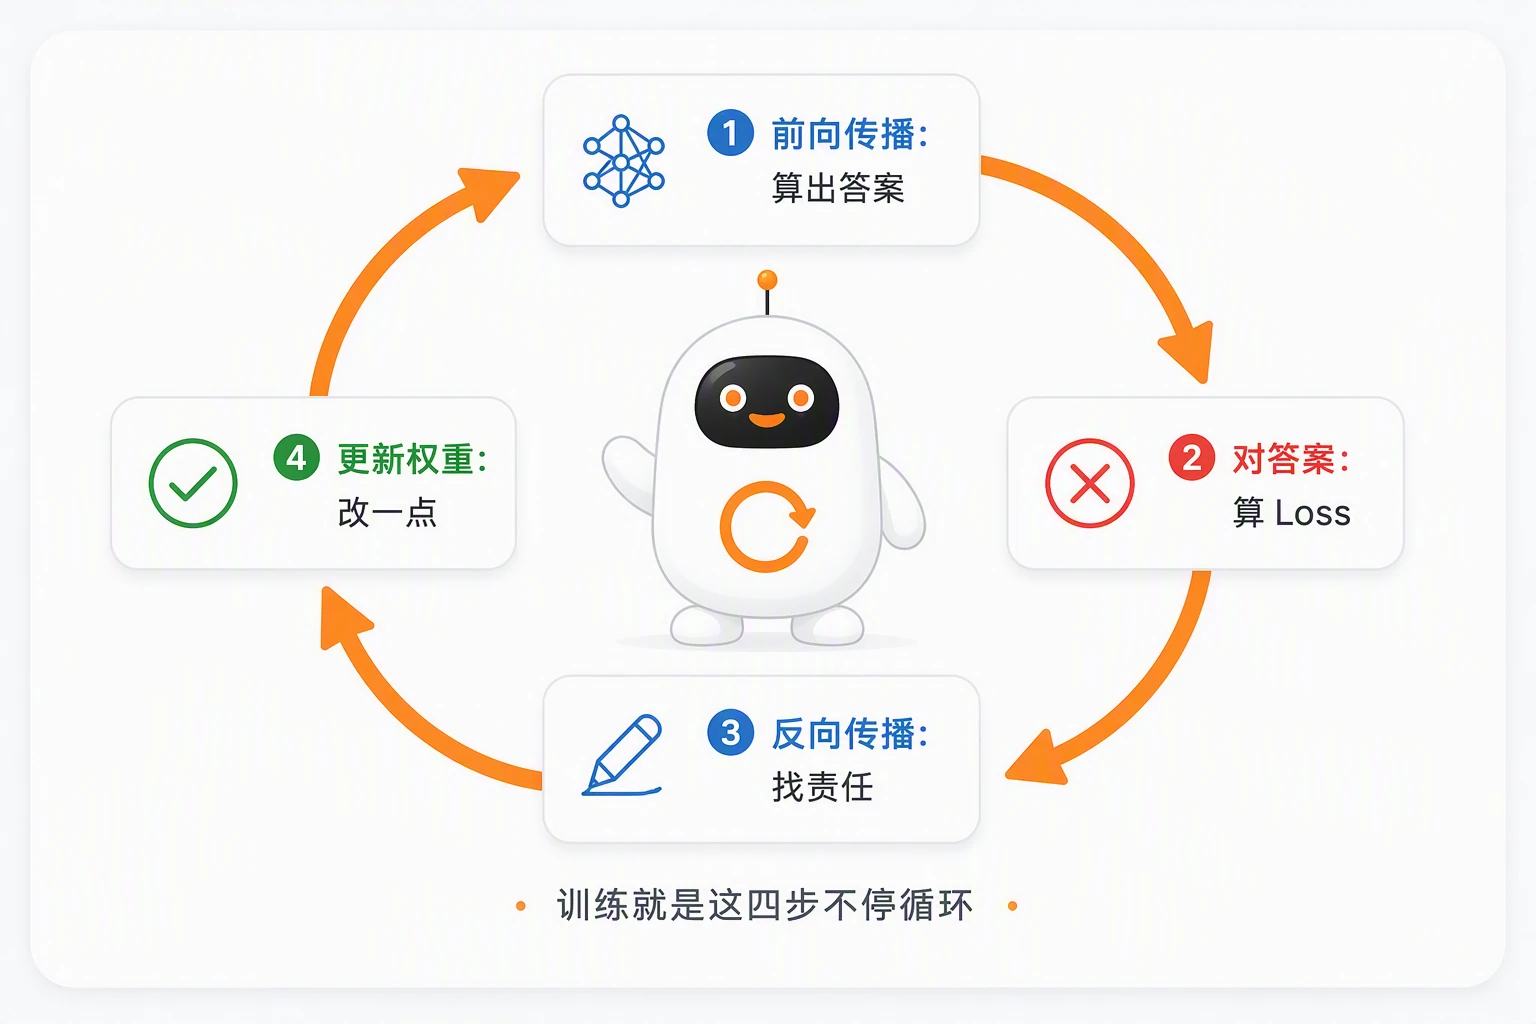 1 前向传播：
算出答案
2 对答案：
算 Loss
3 反向传播：
找责任
4 更新权重：
改一点
· 训练就是这四步不停循环 ·